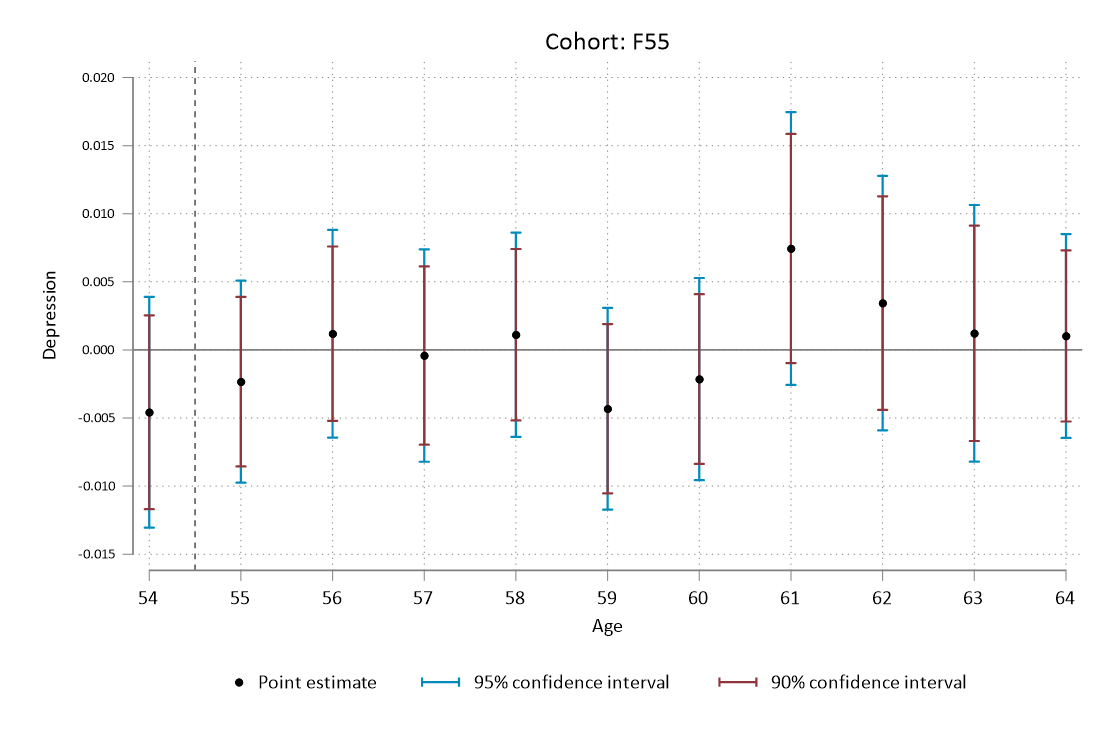 Cohort: F55
0.020
0.015
0.010
0.005
0.000
-0.005
-0.010
-0.015
Depression
54 55 56 57 58 59 60 61 62 63 64
Age
Point estimate 95% confidence interval 90% confidence interval